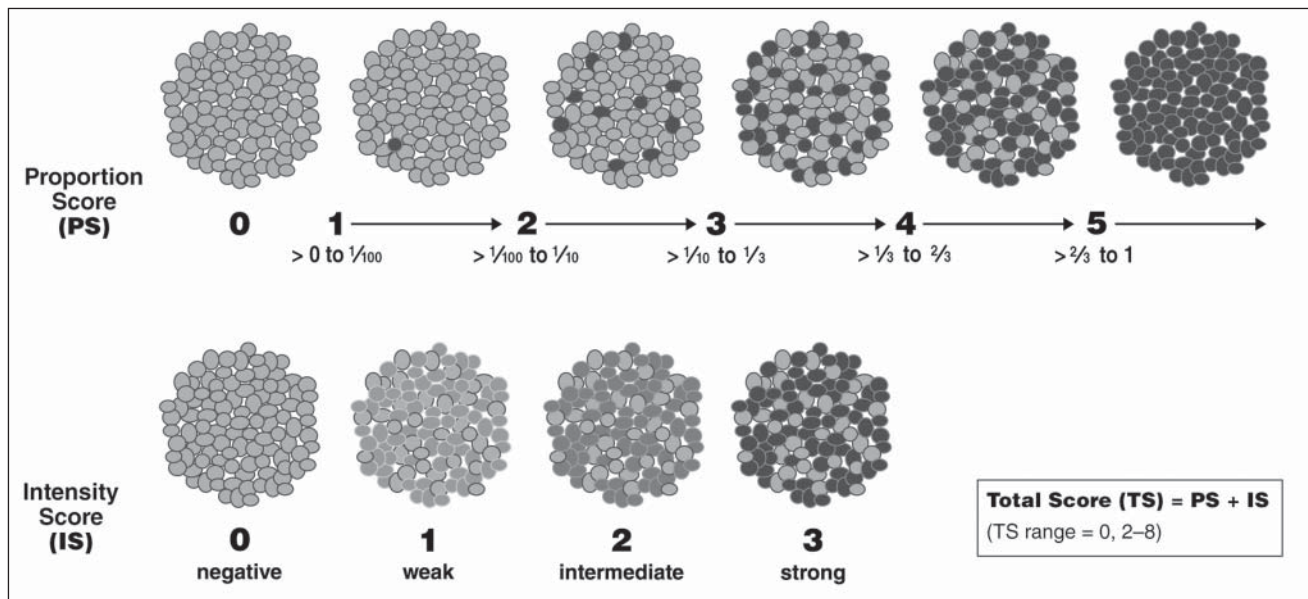 Proportion
Score
(PS)
0 1 2 3 4 5
> 0 to 1/100 > 1/100 to 1/10 > 1/10 to 1/3 > 1/3 to 2/3 > 2/3 to 1
Intensity
Score
(IS)
0 1 2 3
negative weak intermediate strong
Total Score (TS) = PS + IS
(TS range = 0, 2–8)